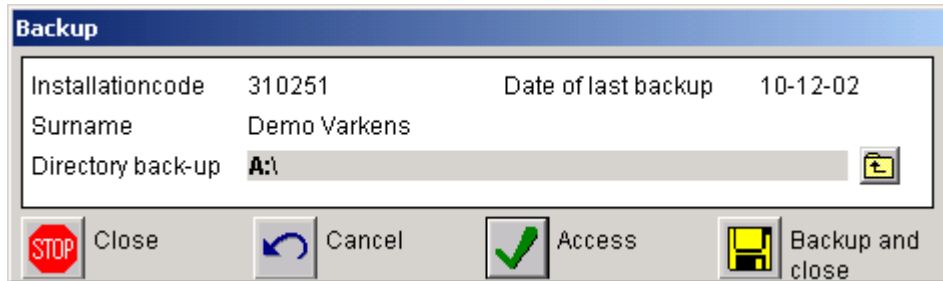 Backup
Installationcode 310251 Date of last backup 10-12-02
Surname Demo Varkens
Directory back-up A:\
STOP Close Cancel Access Backup and
close